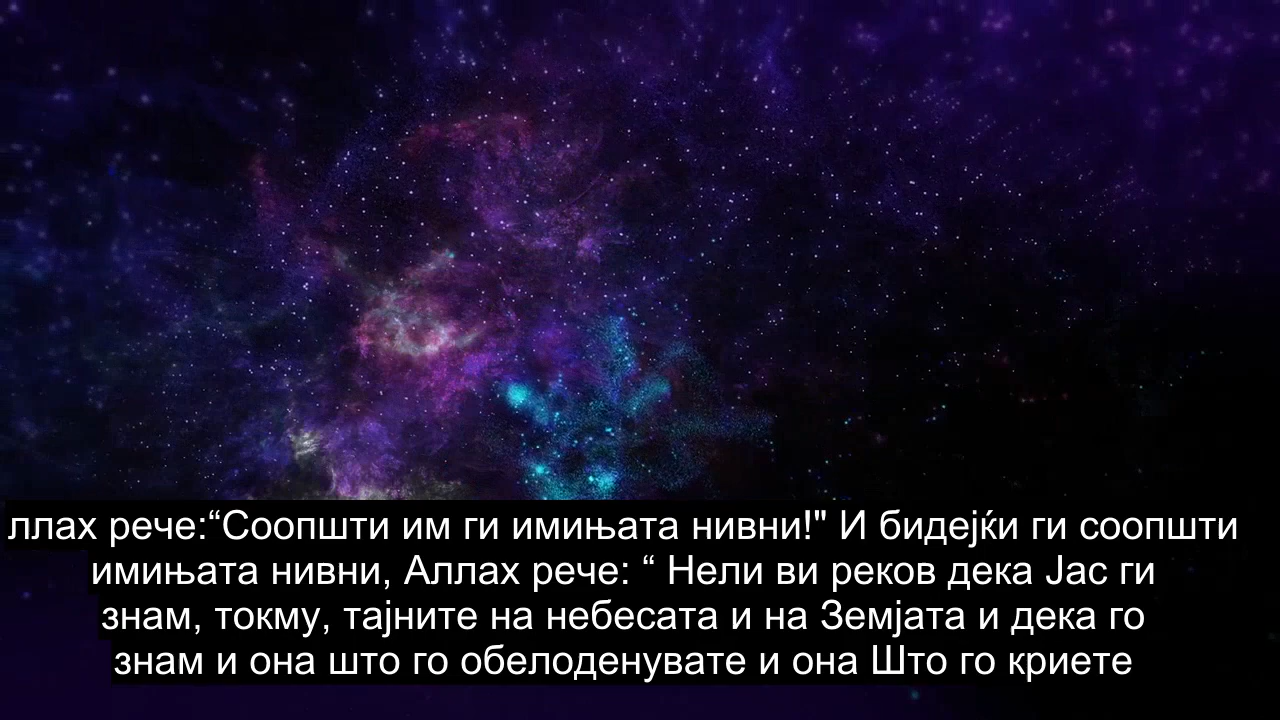 ллах рече:“Соопшти им ги имињата нивни!" И бидејќи ги соопшти
имињата нивни, Аллах рече: “ Нели ви реков дека Јас ги
знам, токму, тајните на небесата и на Земјата и дека го
знам и она што го обелоденувате и она Што го криете